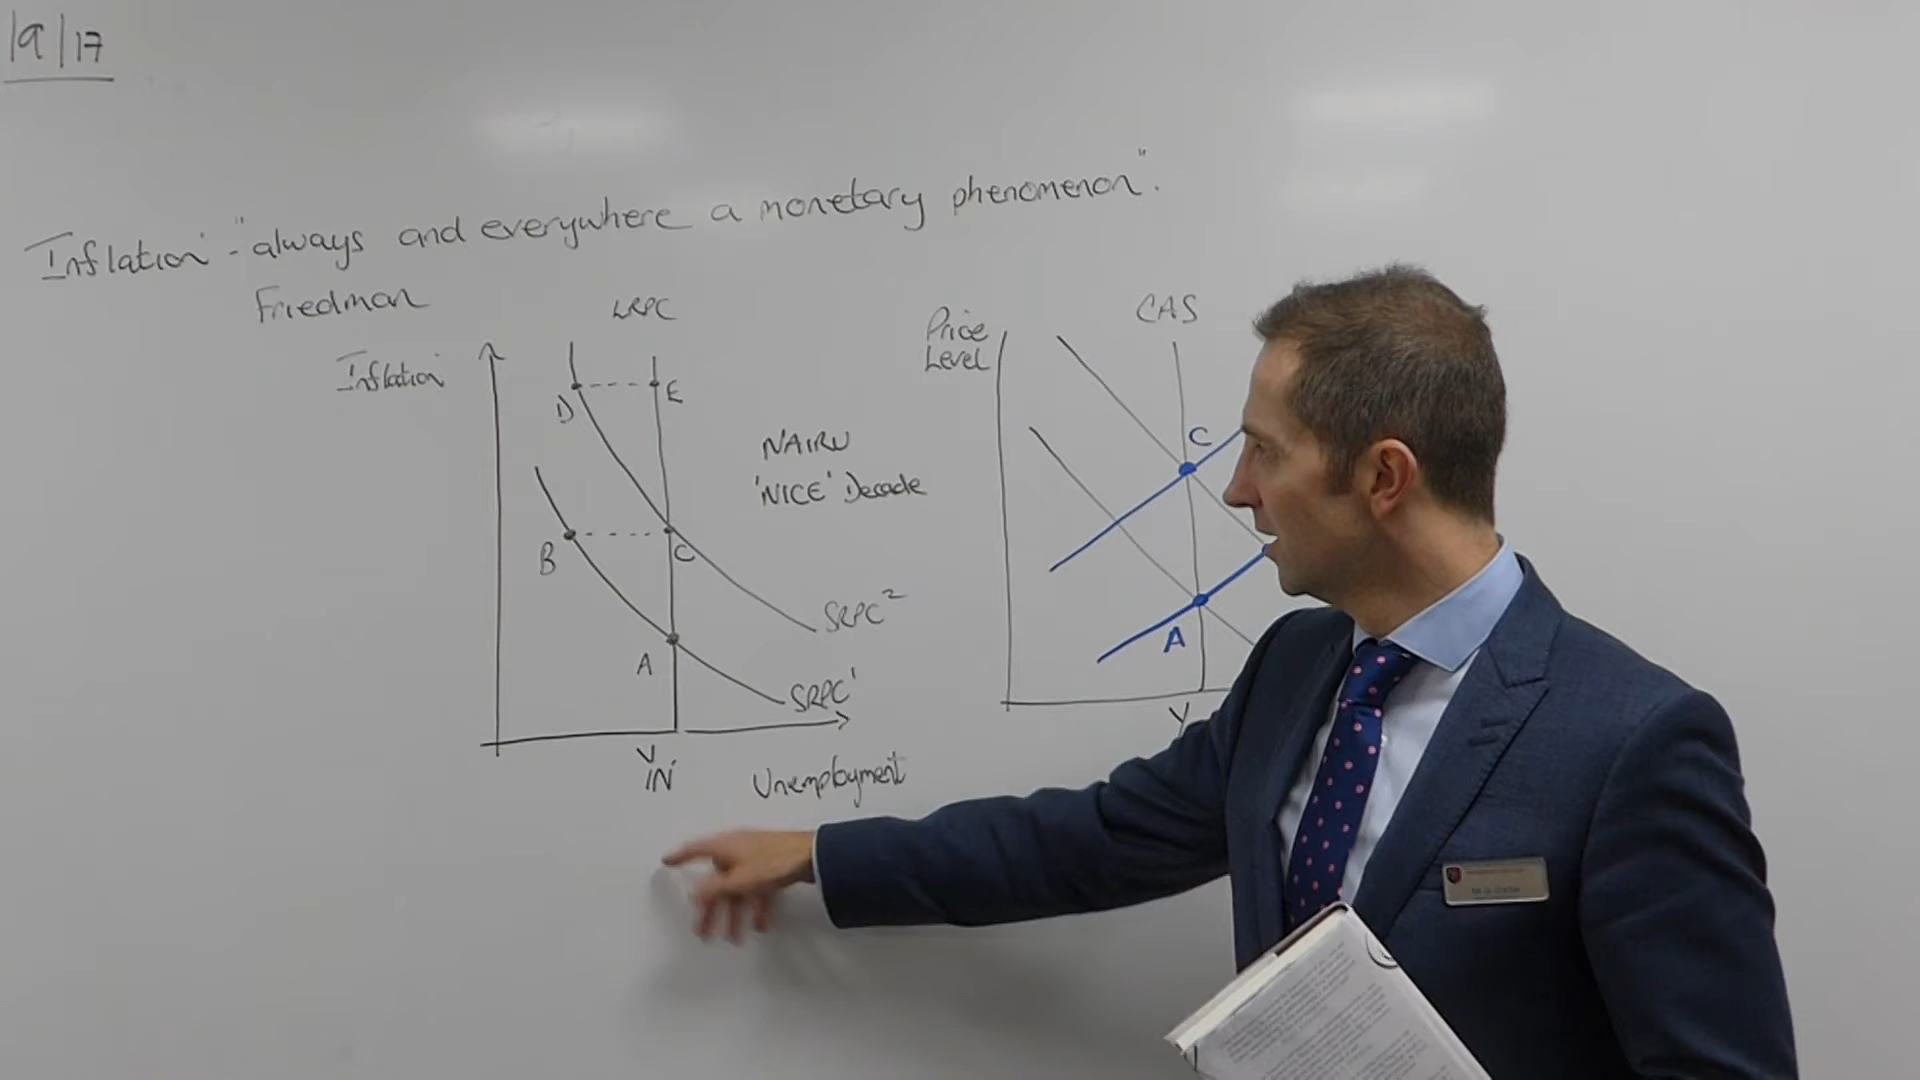 19/17
Inflation - "always and everywhere a monetary phenomenon".
Friedman
LRPC
Inflation
D
E
NAIRU
'NICE' Decade
B
C
SRPC²
A
SRPC¹
IN
Unemployment
Price
Level
CAS
C
A
Y